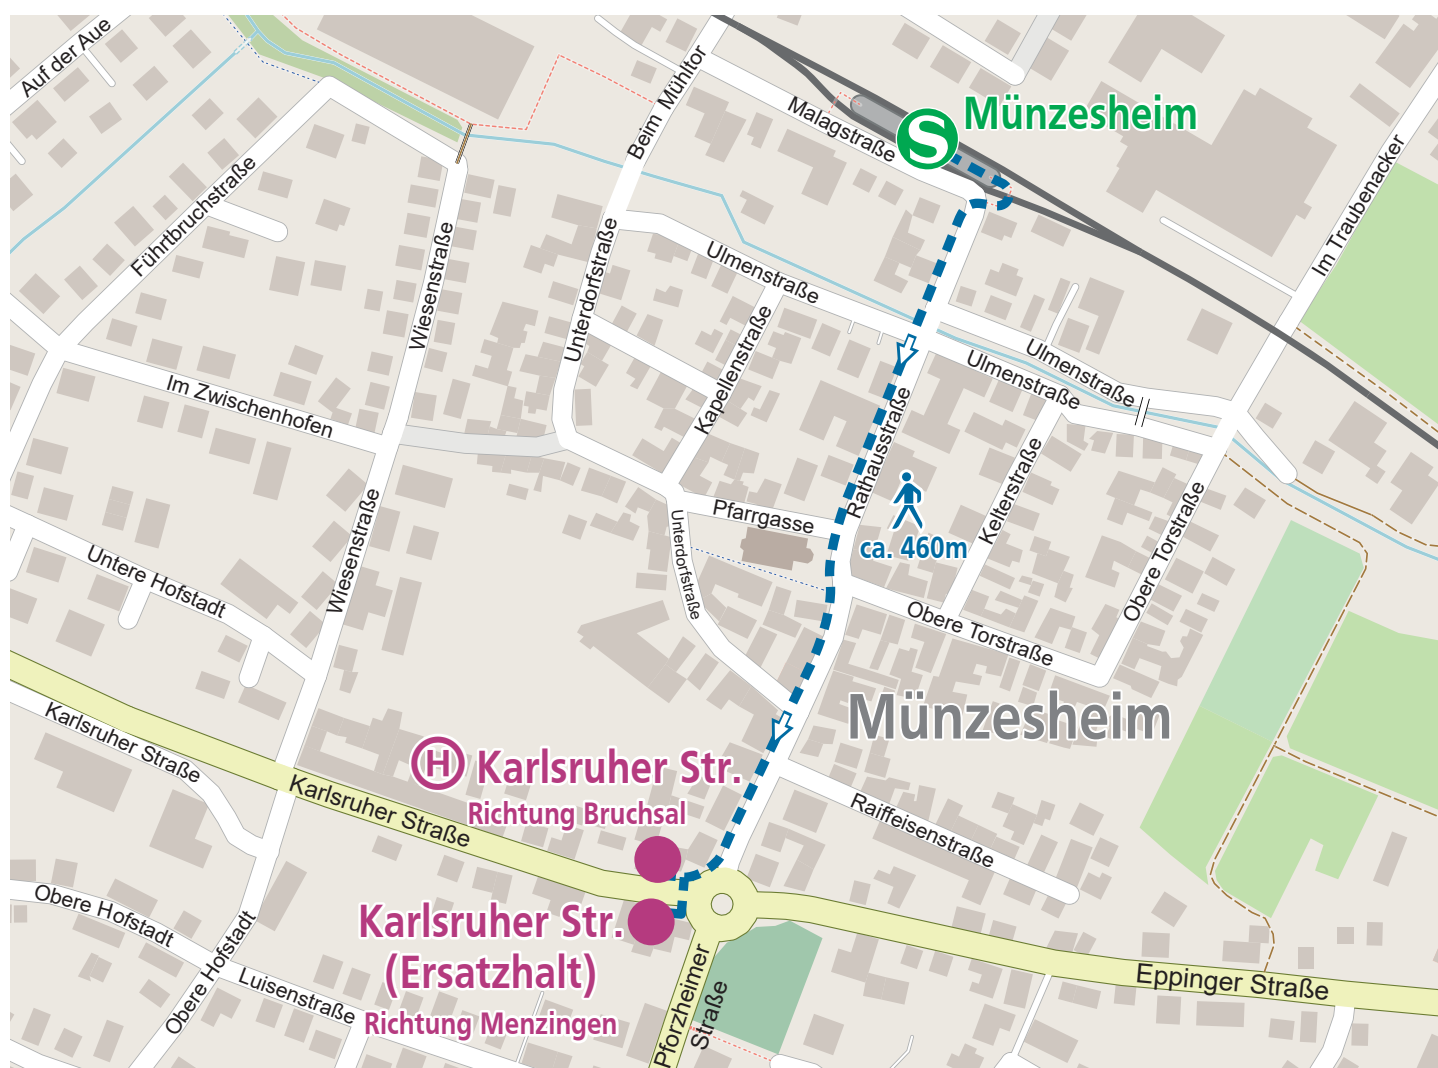 Auf der Aue
Beim Mühltor
Malagstraße
S
Münzesheim
Im Traubenacker
Führtbruchstraße
Wiesenstraße
Unterdorfstraße
Ulmenstraße
Kapellenstraße
Ulmenstraße
Ulmenstraße
Im Zwischenhofen
Rathausstraße
Kelterstraße
Pfarrgasse
ca. 460m
Unterdorfstraße
Obere Torstraße
Obere Torstraße
Wiesenstraße
Untere Hofstadt
Münzesheim
Karlsruher Straße
H Karlsruher Str.
Richtung Bruchsal
Karlsruher Straße
Raiffeisenstraße
Karlsruher Str.
(Ersatzhalt)
Richtung Menzingen
Obere Hofstadt
Obere Hofstadt
Luisenstraße
Pforzheimer
Straße
Eppinger Straße